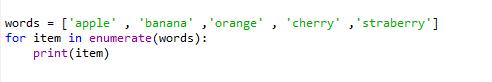 words = ['apple' , 'banana' ,'orange' , 'cherry' ,'straberry']
for item in enumerate(words):
    print(item)